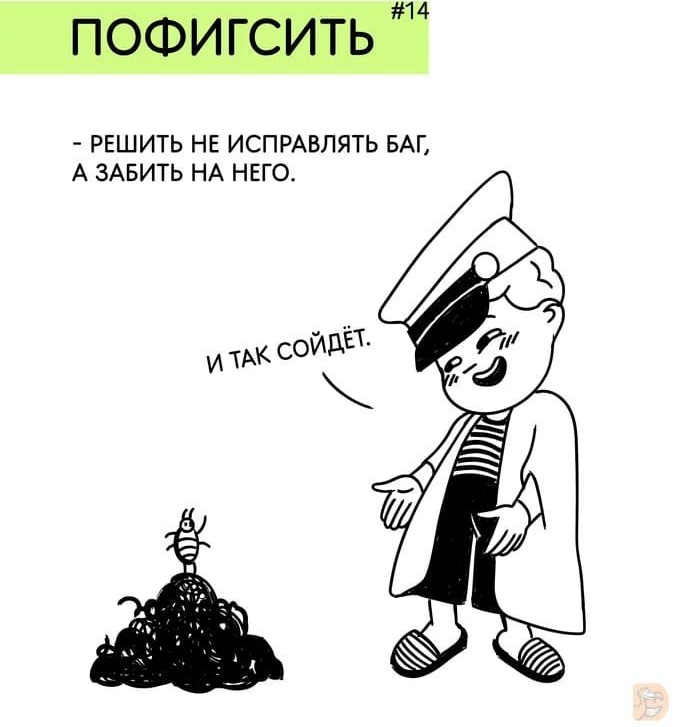 #14
ПОФИГСИТЬ
- РЕШИТЬ НЕ ИСПРАВЛЯТЬ БАГ,
А ЗАБИТЬ НА НЕГО.
И ТАК СОЙДЁТ.